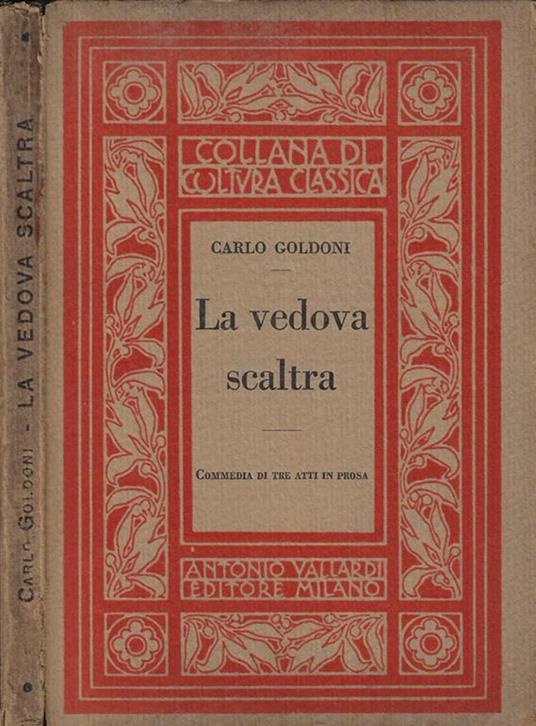 CARLO GOLDONI - LA VEDOVA SCALTRA
COLLANA DI
COLTVRA CLASSICA
CARLO GOLDONI
La vedova
scaltra
COMMEDIA DI TRE ATTI IN PROSA
ANTONIO VALLARDI
EDITORE MILANO